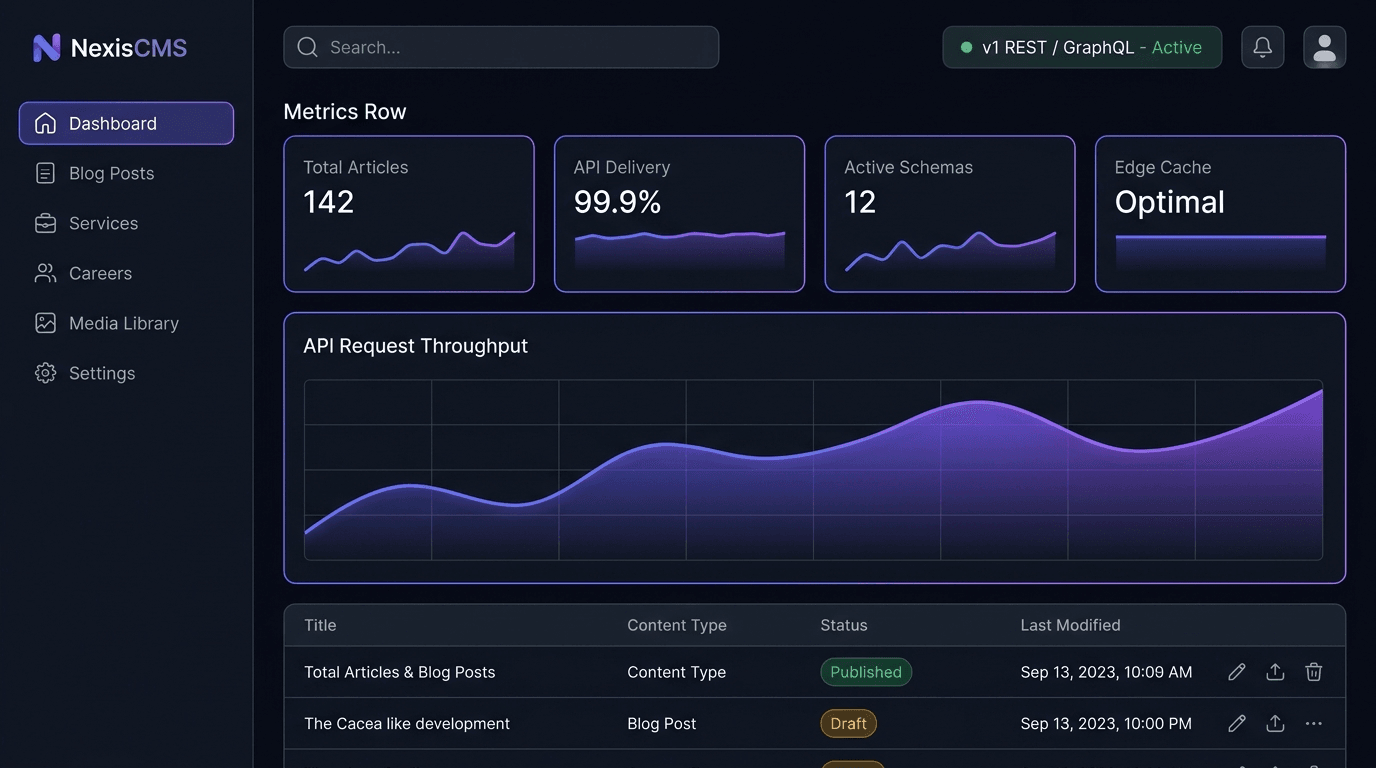 NexisCMS
Search...
v1 REST / GraphQL - Active
Dashboard
Blog Posts
Services
Careers
Media Library
Settings
Metrics Row
Total Articles
142
API Delivery
99.9%
Active Schemas
12
Edge Cache
Optimal
API Request Throughput
Title Content Type Status Last Modified
Total Articles & Blog Posts Content Type Published Sep 13, 2023, 10:09 AM
The Cacea like development Blog Post Draft Sep 13, 2023, 10:00 PM